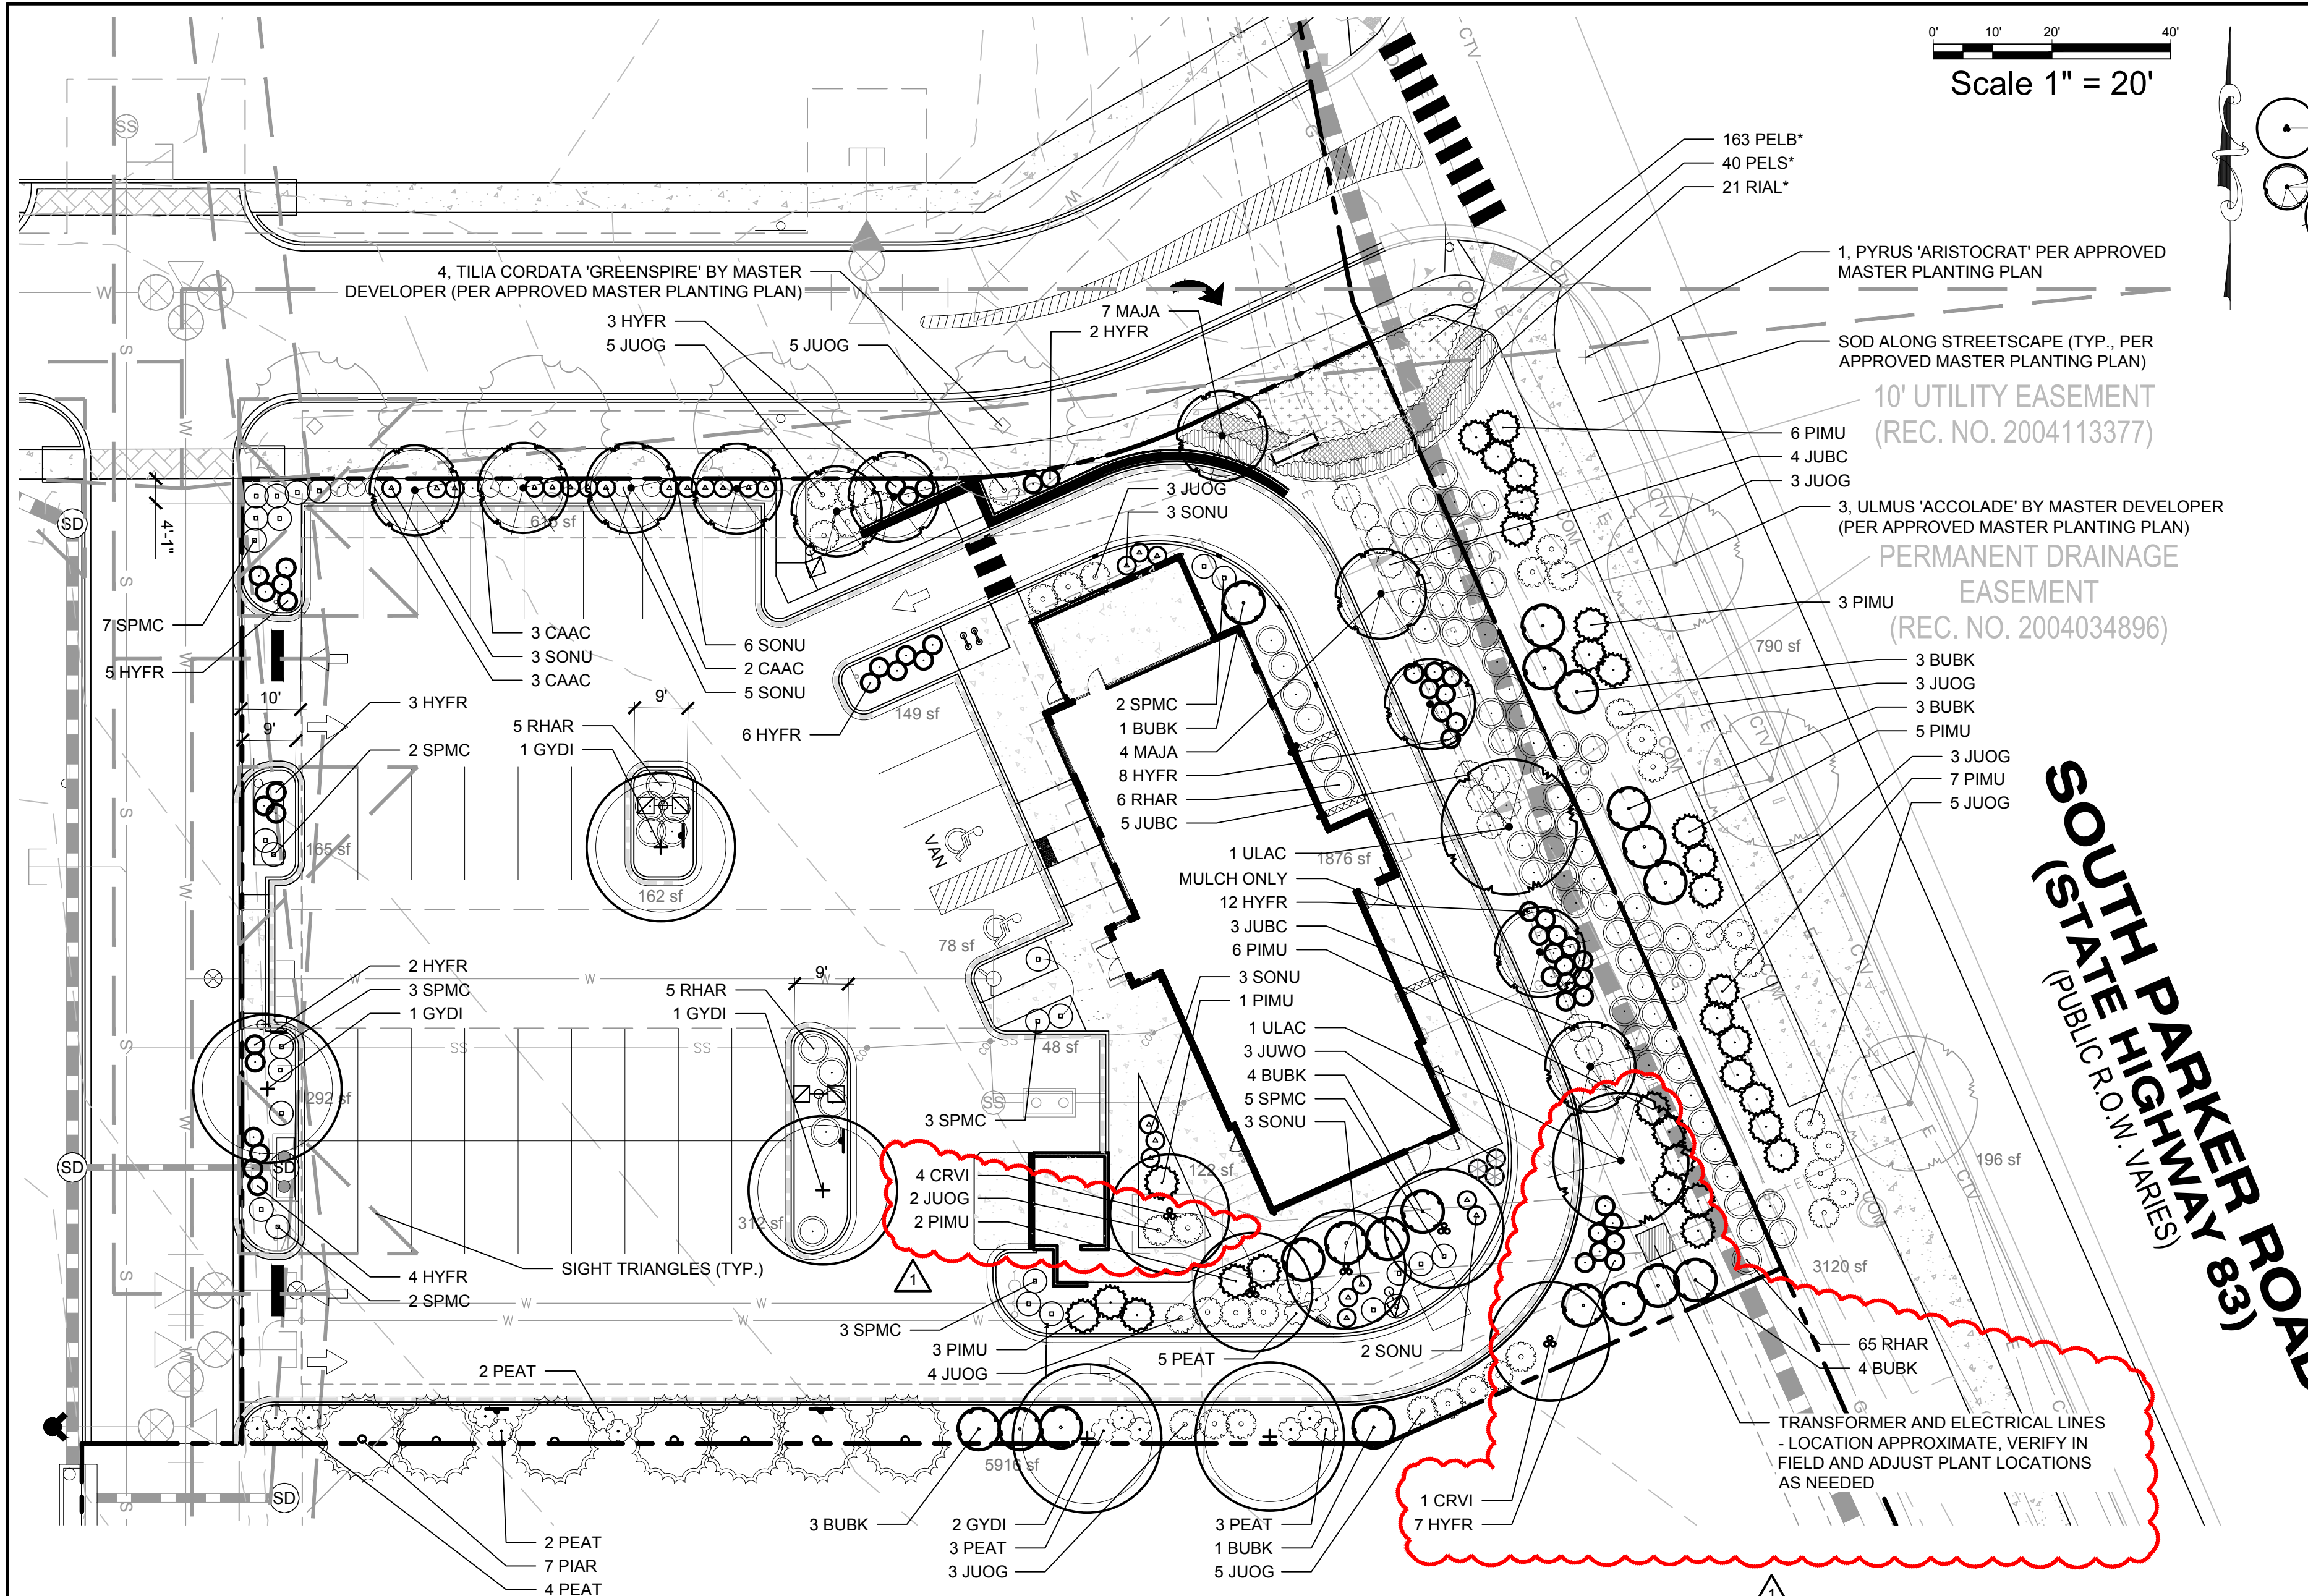 0' 10' 20' 40'
Scale 1" = 20'
163 PELB*
40 PELS*
21 RIAL*
1, PYRUS 'ARISTOCRAT' PER APPROVED
MASTER PLANTING PLAN
SOD ALONG STREETSCAPE (TYP., PER
APPROVED MASTER PLANTING PLAN)
10' UTILITY EASEMENT
(REC. NO. 2004113377)
6 PIMU
4 JUBC
3 JUOG
3, ULMUS 'ACCOLADE' BY MASTER DEVELOPER
(PER APPROVED MASTER PLANTING PLAN)
PERMANENT DRAINAGE
EASEMENT
(REC. NO. 2004034896)
3 PIMU
790 sf
3 BUBK
3 JUOG
3 BUBK
5 PIMU
3 JUOG
7 PIMU
5 JUOG
SOUTH PARKER ROAD
(STATE HIGHWAY 83)
(PUBLIC R.O.W. VARIES)
196 sf
3120 sf
4, TILIA CORDATA 'GREENSPIRE' BY MASTER
DEVELOPER (PER APPROVED MASTER PLANTING PLAN)
3 HYFR
5 JUOG
5 JUOG
7 MAJA
2 HYFR
3 JUOG
3 SONU
4'-1"
615 sf
7 SPMC
5 HYFR
3 CAAC
3 SONU
3 CAAC
6 SONU
2 CAAC
5 SONU
10'
9'
3 HYFR
2 SPMC
165 sf
5 RHAR
1 GYDI
9'
162 sf
6 HYFR
149 sf
VAN
78 sf
2 SPMC
1 BUBK
4 MAJA
8 HYFR
6 RHAR
5 JUBC
1 ULAC
1876 sf
MULCH ONLY
12 HYFR
3 JUBC
6 PIMU
3 SONU
1 PIMU
1 ULAC
3 JUWO
4 BUBK
5 SPMC
3 SONU
2 HYFR
3 SPMC
1 GYDI
292 sf
5 RHAR
1 GYDI
9'
312 sf
48 sf
3 SPMC
122 sf
4 CRVI
2 JUOG
2 PIMU
1
4 HYFR
2 SPMC
SIGHT TRIANGLES (TYP.)
3 SPMC
3 PIMU
4 JUOG
5 PEAT
2 SONU
65 RHAR
4 BUBK
TRANSFORMER AND ELECTRICAL LINES
- LOCATION APPROXIMATE, VERIFY IN
FIELD AND ADJUST PLANT LOCATIONS
AS NEEDED
1 CRVI
7 HYFR
1
2 PEAT
2 PEAT
7 PIAR
4 PEAT
3 BUBK
5916 sf
2 GYDI
3 PEAT
3 JUOG
3 PEAT
1 BUBK
5 JUOG
SS
SD
SD
SD
SD
SS
SS
SS
SS
W
W
W
W
W
W
S
S
S
CTV
CTV
CTV
COM
COM
E
E
G